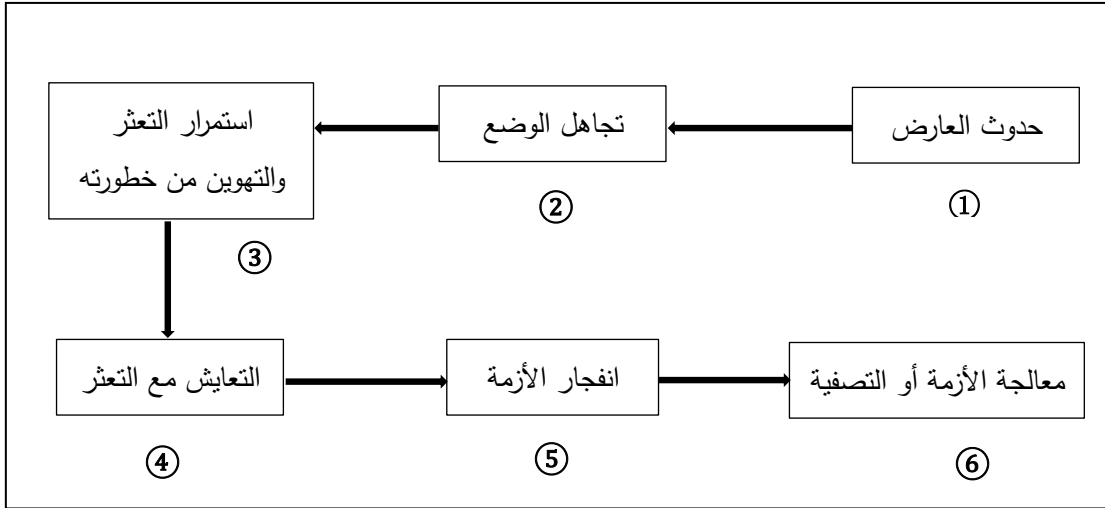 حدوث العارض
①
تجاهل الوضع
②
استمرار التعثر
والتهوين من خطورته
③
التعايش مع التعثر
④
انفجار الأزمة
⑤
معالجة الأزمة أو التصفية
⑥